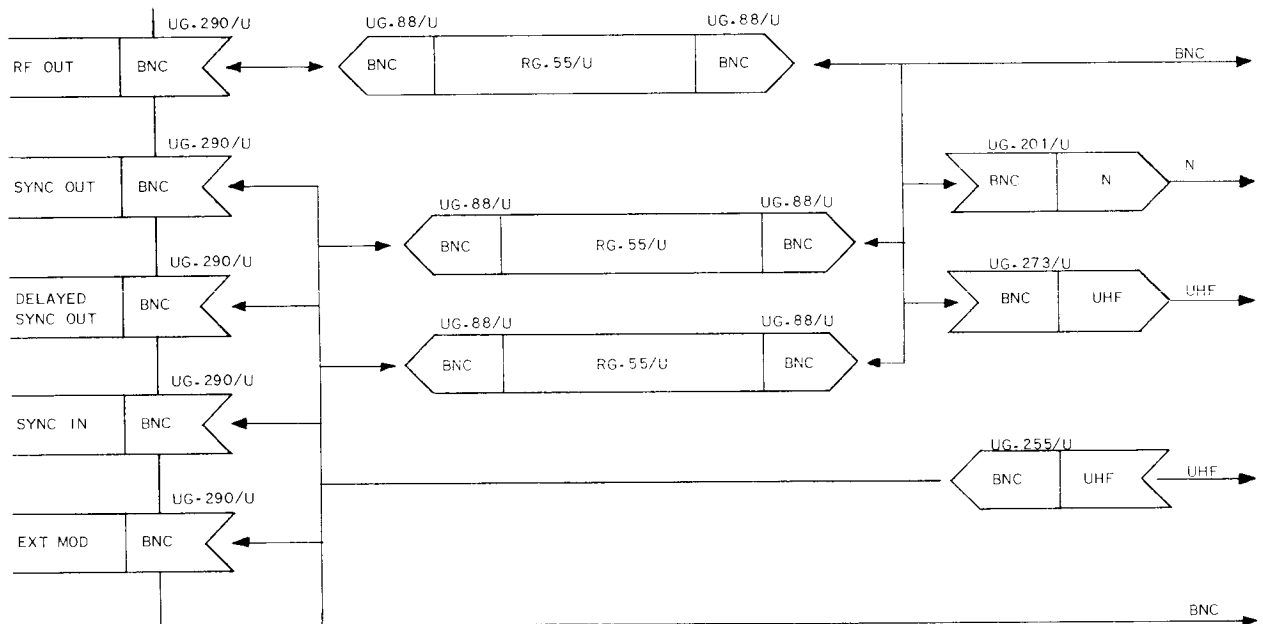 UG-290/U UG-88/U UG-88/U
RF OUT BNC BNC RG-55/U BNC BNC
UG-290/U UG-201/U
SYNC OUT BNC BNC N N
UG-88/U UG-88/U
BNC RG-55/U BNC
UG-290/U UG-273/U
DELAYED
SYNC OUT BNC BNC UHF UHF
UG-88/U UG-88/U
BNC RG-55/U BNC
UG-290/U
SYNC IN BNC
UG-255/U
BNC UHF UHF
UG-290/U
EXT MOD BNC
BNC